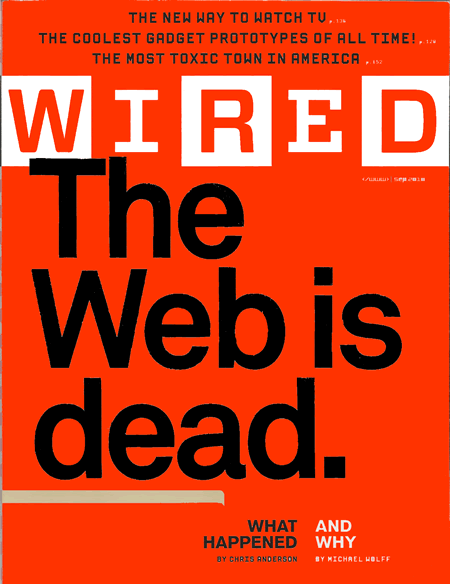 THE NEW WAY TO WATCH TV
THE COOLEST GADGET PROTOTYPES OF ALL TIME!
THE MOST TOXIC TOWN IN AMERICA
WIRED
The
Web is
dead.
WHAT AND
HAPPENED WHY
BY CHRIS ANDERSON BY MICHAEL WOLFF